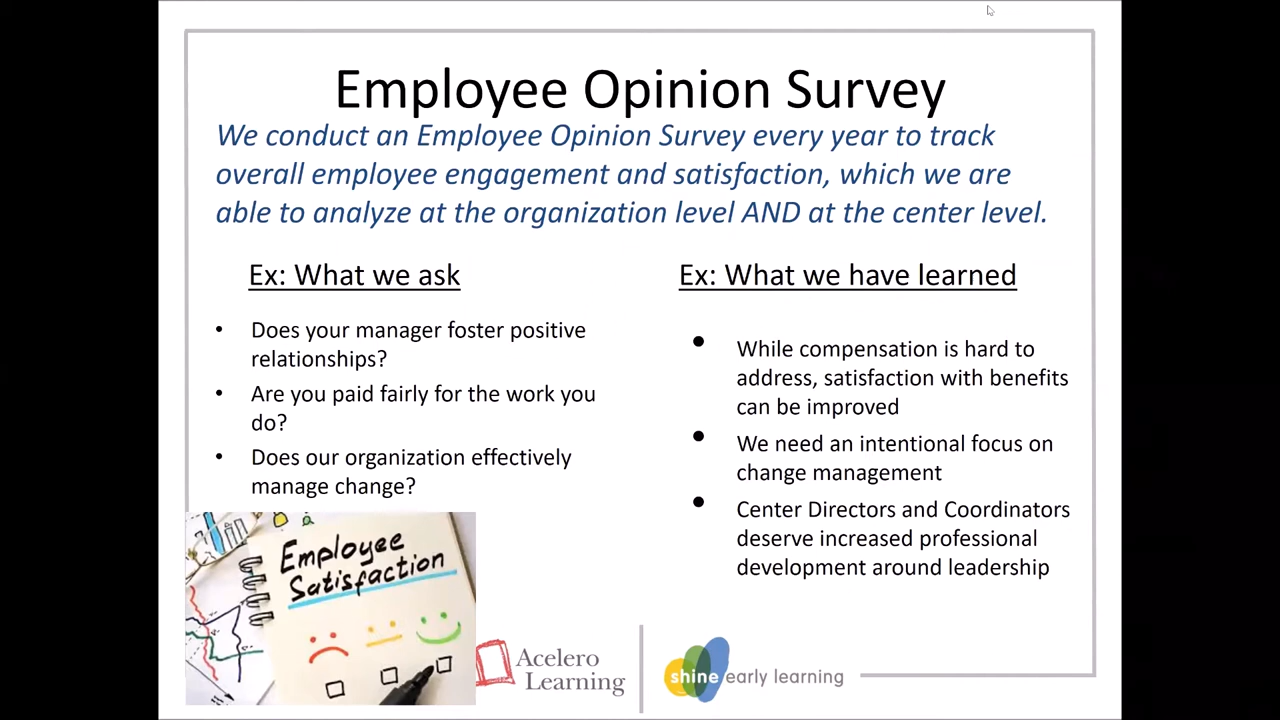 Employee Opinion Survey
We conduct an Employee Opinion Survey every year to track
overall employee engagement and satisfaction, which we are
able to analyze at the organization level AND at the center level.
Ex: What we ask
• Does your manager foster positive
relationships?
• Are you paid fairly for the work you
do?
• Does our organization effectively
manage change?
Ex: What we have learned
• While compensation is hard to
address, satisfaction with benefits
can be improved
• We need an intentional focus on
change management
• Center Directors and Coordinators
deserve increased professional
development around leadership
Employee
Satisfaction
Acelero
Learning
shine early learning